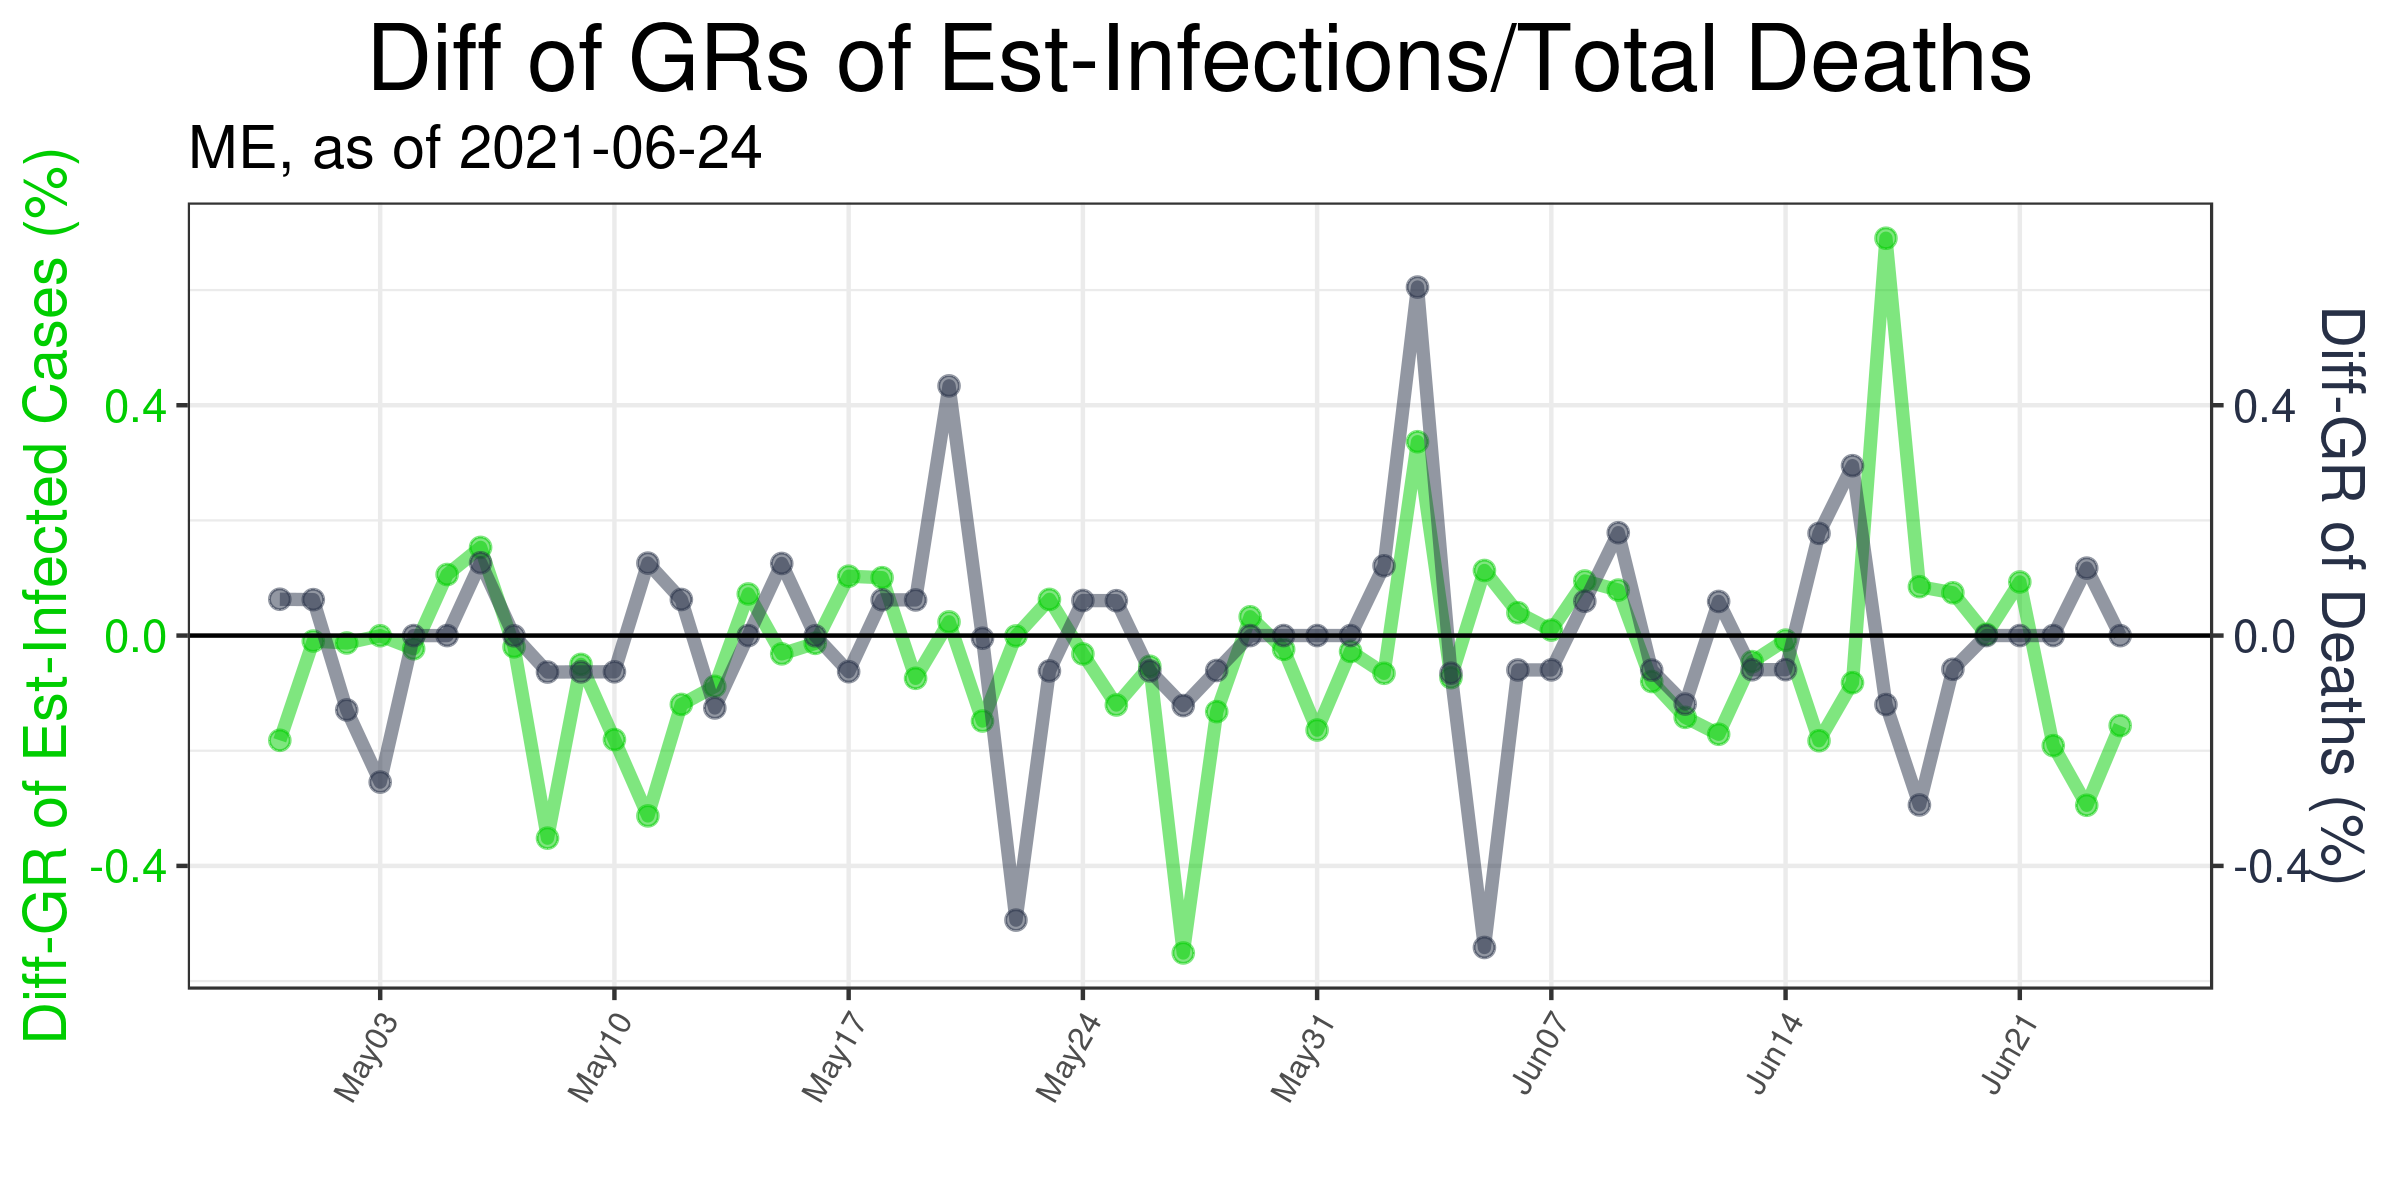 Diff of GRs of Est-Infections/Total Deaths
ME, as of 2021-06-24
Diff-GR of Est-Infected Cases (%)
0.4
0.0
-0.4
0.4
0.0
-0.4
Diff-GR of Deaths (%)
May03
May10
May17
May24
May31
Jun07
Jun14
Jun21